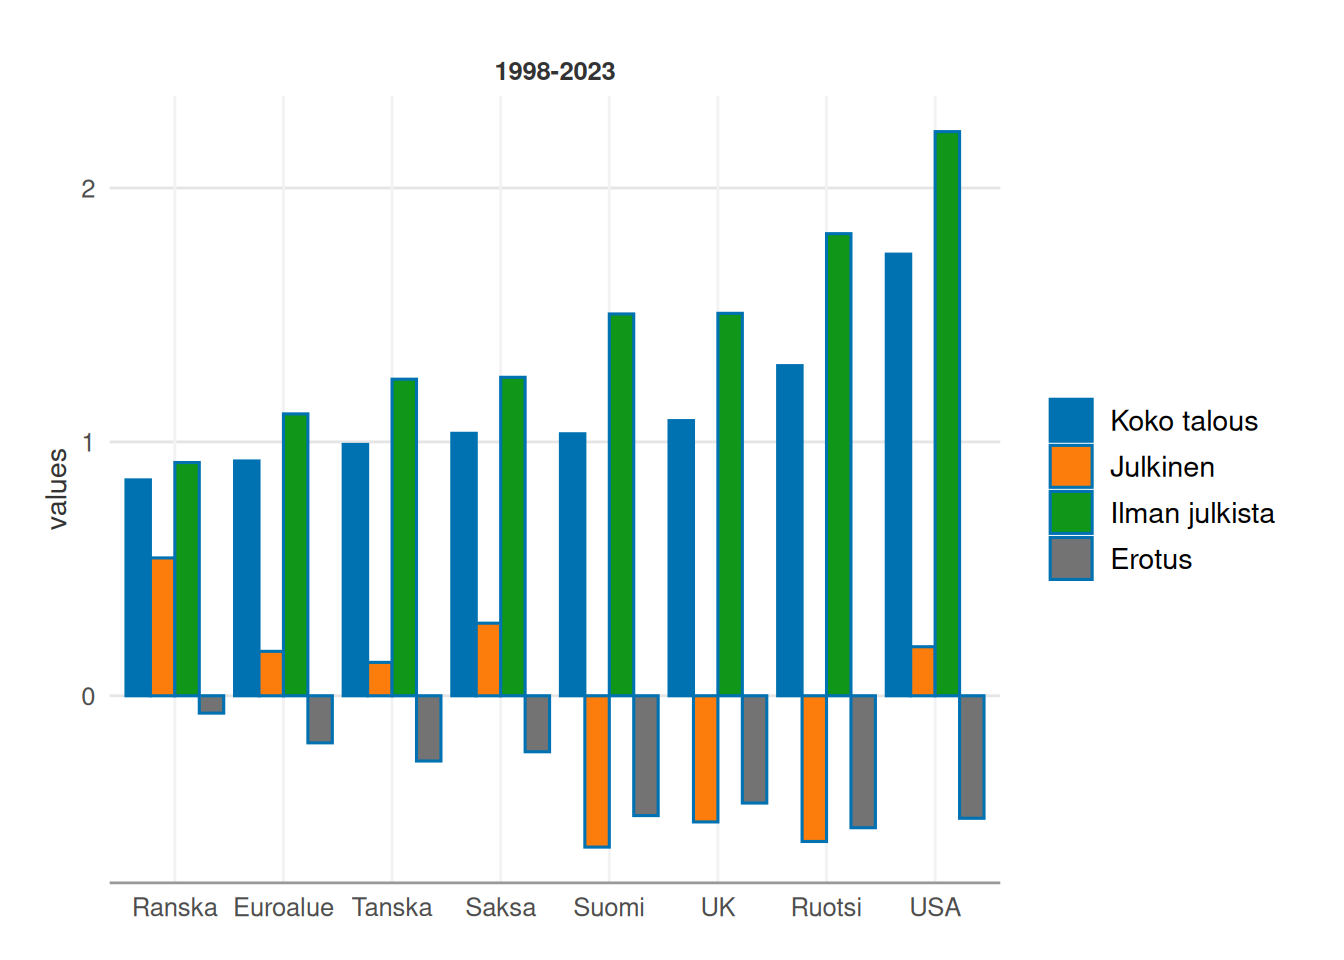 1998-2023
2
1
0
values
Ranska Euroalue Tanska Saksa Suomi UK Ruotsi USA
Koko talous
Julkinen
Ilman julkista
Erotus